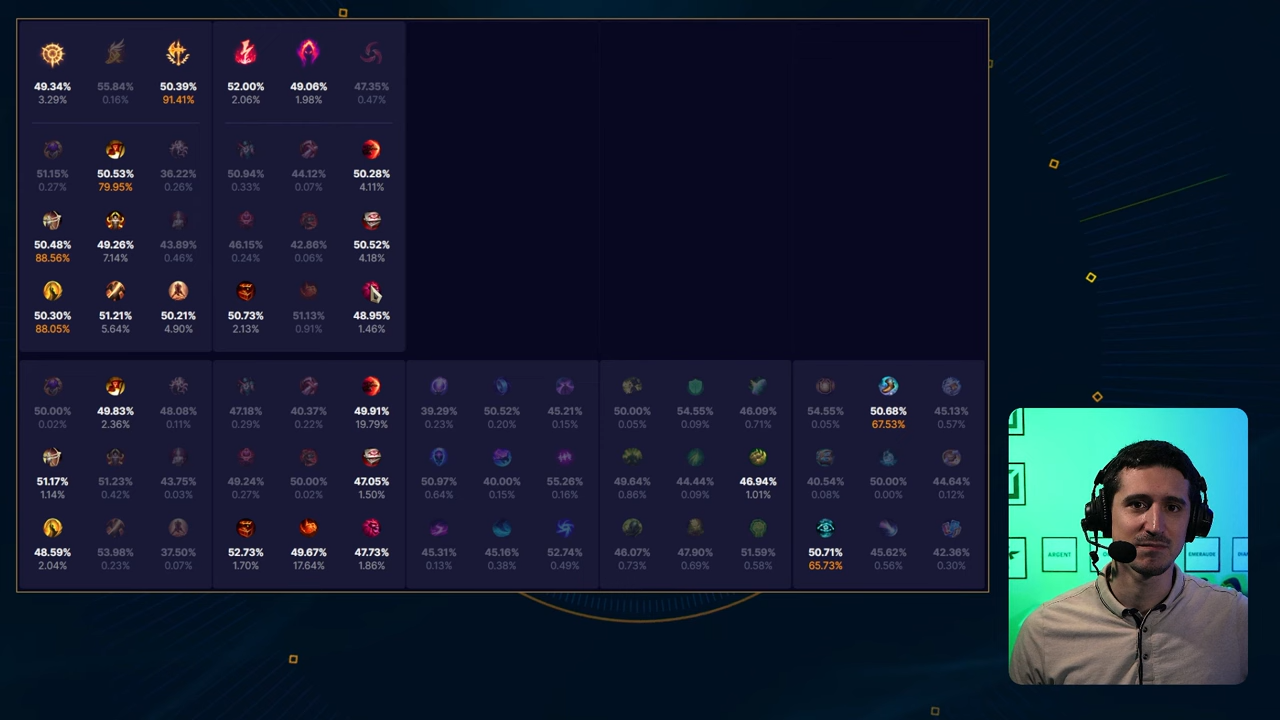 49.34% 55.84% 50.39% 52.00% 49.06% 47.35%
3.29% 0.16% 91.41% 2.06% 1.98% 0.47%
51.15% 50.53% 36.22% 50.94% 44.12% 50.28%
0.27% 79.95% 0.26% 0.33% 0.07% 4.11%
50.48% 49.26% 43.89% 46.15% 42.86% 50.52%
88.56% 7.14% 0.46% 0.24% 0.06% 4.18%
50.30% 51.21% 50.21% 50.73% 51.13% 48.95%
88.05% 5.64% 4.90% 2.13% 0.91% 1.46%
50.00% 49.83% 48.08% 47.18% 40.37% 49.91% 39.29% 50.52% 45.21% 50.00% 54.55% 46.09% 54.55% 50.68% 45.13%
0.02% 2.36% 0.11% 0.29% 0.22% 19.79% 0.23% 0.20% 0.15% 0.05% 0.09% 0.71% 0.05% 67.53% 0.57%
51.17% 51.23% 43.75% 49.24% 50.00% 47.05% 50.97% 40.00% 55.26% 49.64% 44.44% 46.94% 40.54% 50.00% 44.64%
1.14% 0.42% 0.03% 0.27% 0.02% 1.50% 0.64% 0.15% 0.16% 0.86% 0.09% 1.01% 0.08% 0.00% 0.12%
48.59% 53.98% 37.50% 52.73% 49.67% 47.73% 45.31% 45.16% 52.74% 46.07% 47.90% 51.59% 50.71% 45.62% 42.36%
2.04% 0.23% 0.07% 1.70% 17.64% 1.86% 0.13% 0.38% 0.49% 0.73% 0.69% 0.58% 65.73% 0.56% 0.30%
ARGENT EMERAUDE